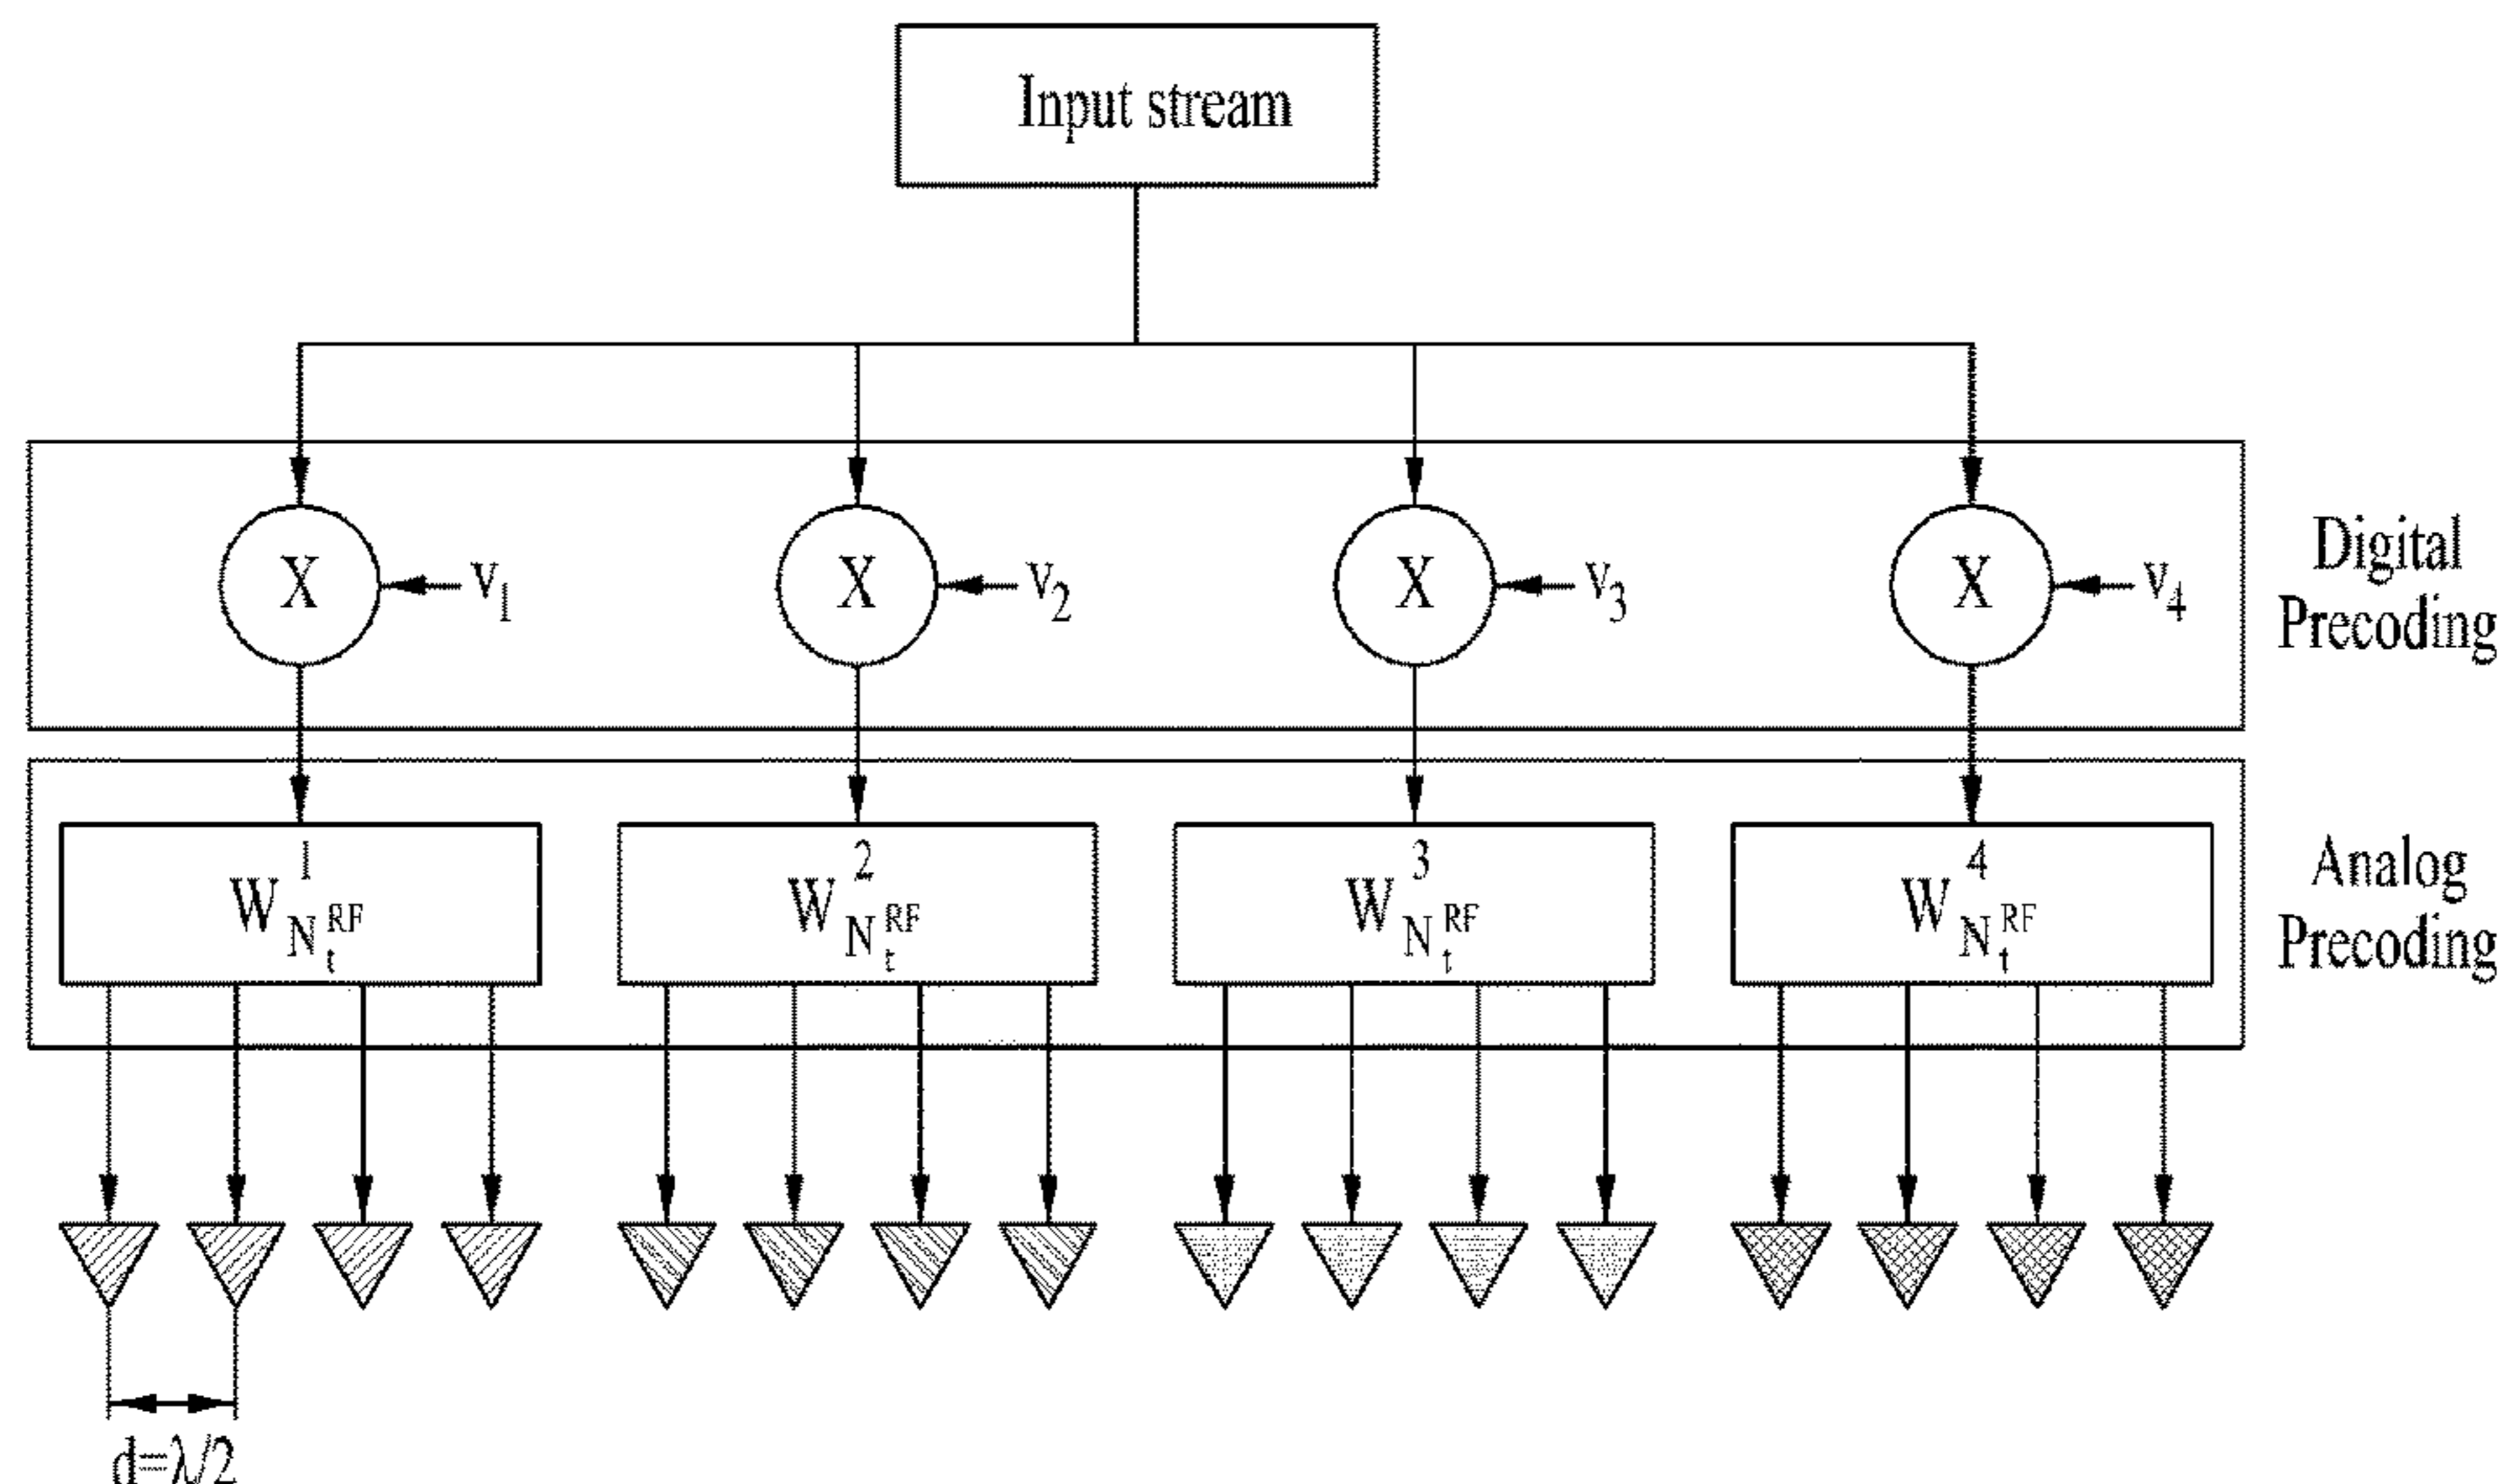 Input stream
X v1 X v2 X v3 X v4
Digital
Precoding
W 1 N t RF W 2 N t RF W 3 N t RF W 4 N t RF
Analog
Precoding
d=λ/2